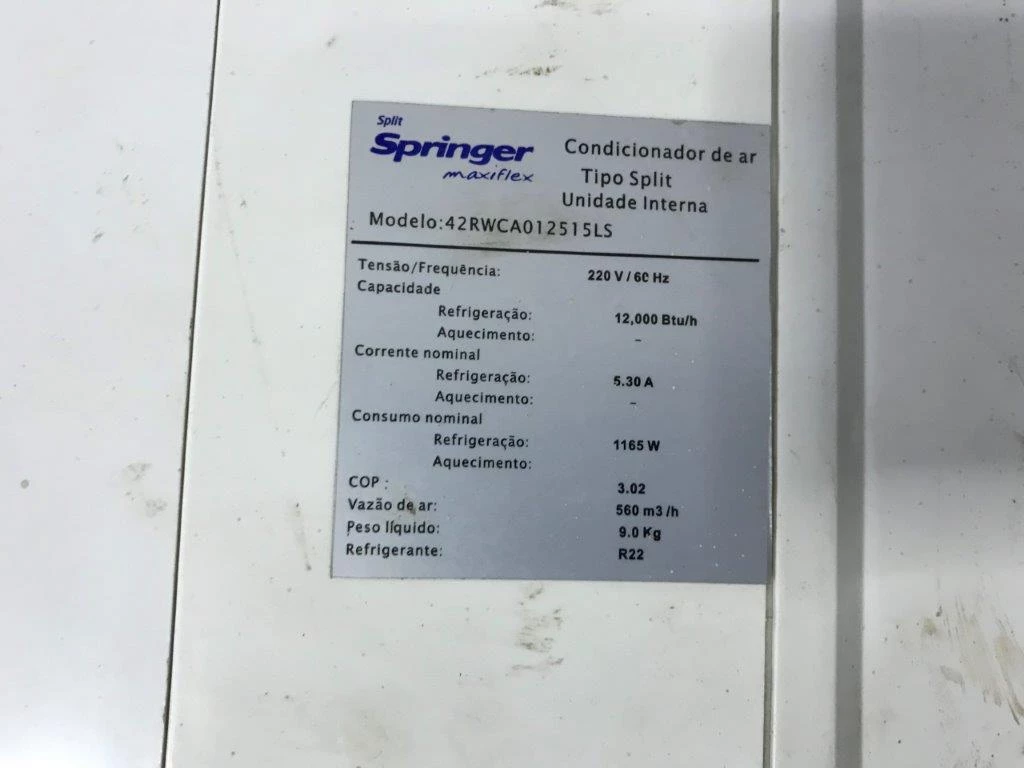 Split
Springer
maxiflex
Condicionador de ar
Tipo Split
Unidade Interna
Modelo:42RWCA012515LS
Tensão/Frequência: 220 V / 60 Hz
Capacidade
Refrigeração: 12,000 Btu/h
Aquecimento: –
Corrente nominal
Refrigeração: 5.30 A
Aquecimento: –
Consumo nominal
Refrigeração: 1165 W
Aquecimento:
COP : 3.02
Vazão de ar: 560 m3 /h
Peso líquido: 9.0 Kg
Refrigerante: R22